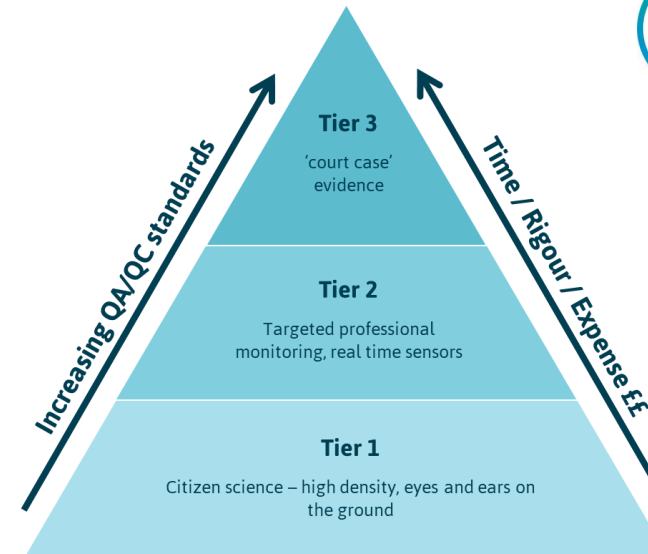 Tier 3
‘court case’
evidence
Increasing QA/QC standards
Time / Rigour / Expense ££
Tier 2
Targeted professional
monitoring, real time sensors
Tier 1
Citizen science – high density, eyes and ears on
the ground